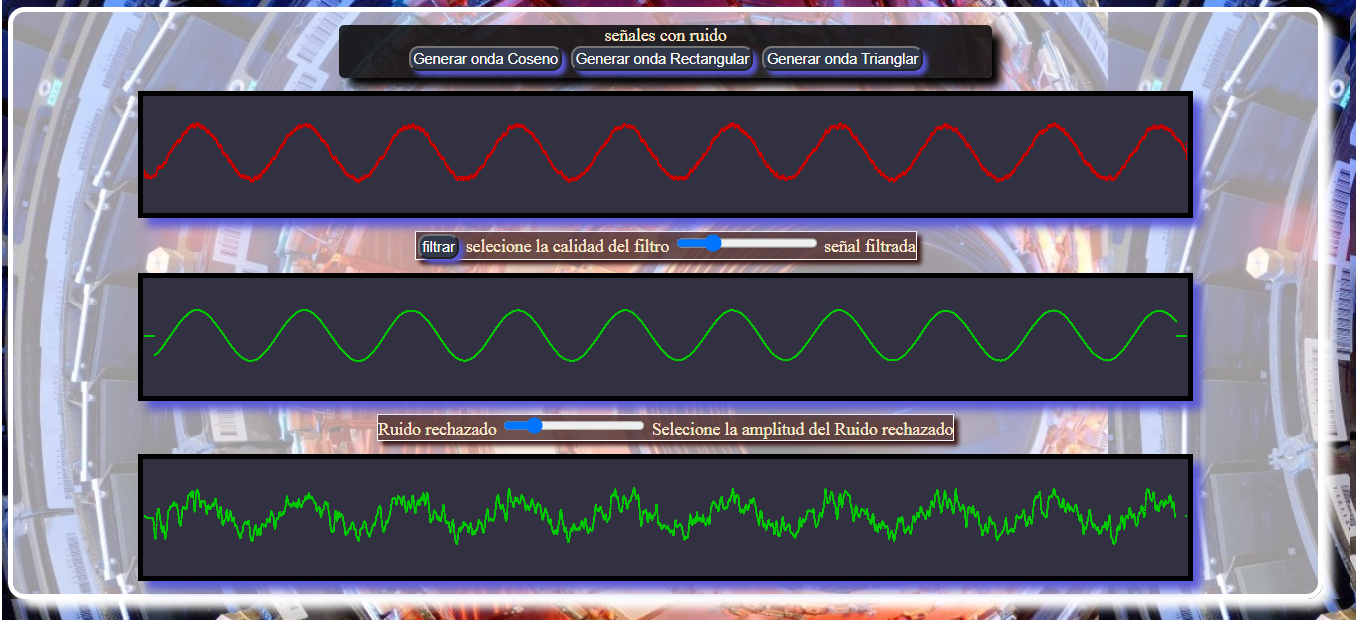 señales con ruido
Generar onda Coseno Generar onda Rectangular Generar onda Trianglar
filtrar selecione la calidad del filtro señal filtrada
Ruido rechazado Selecione la amplitud del Ruido rechazado